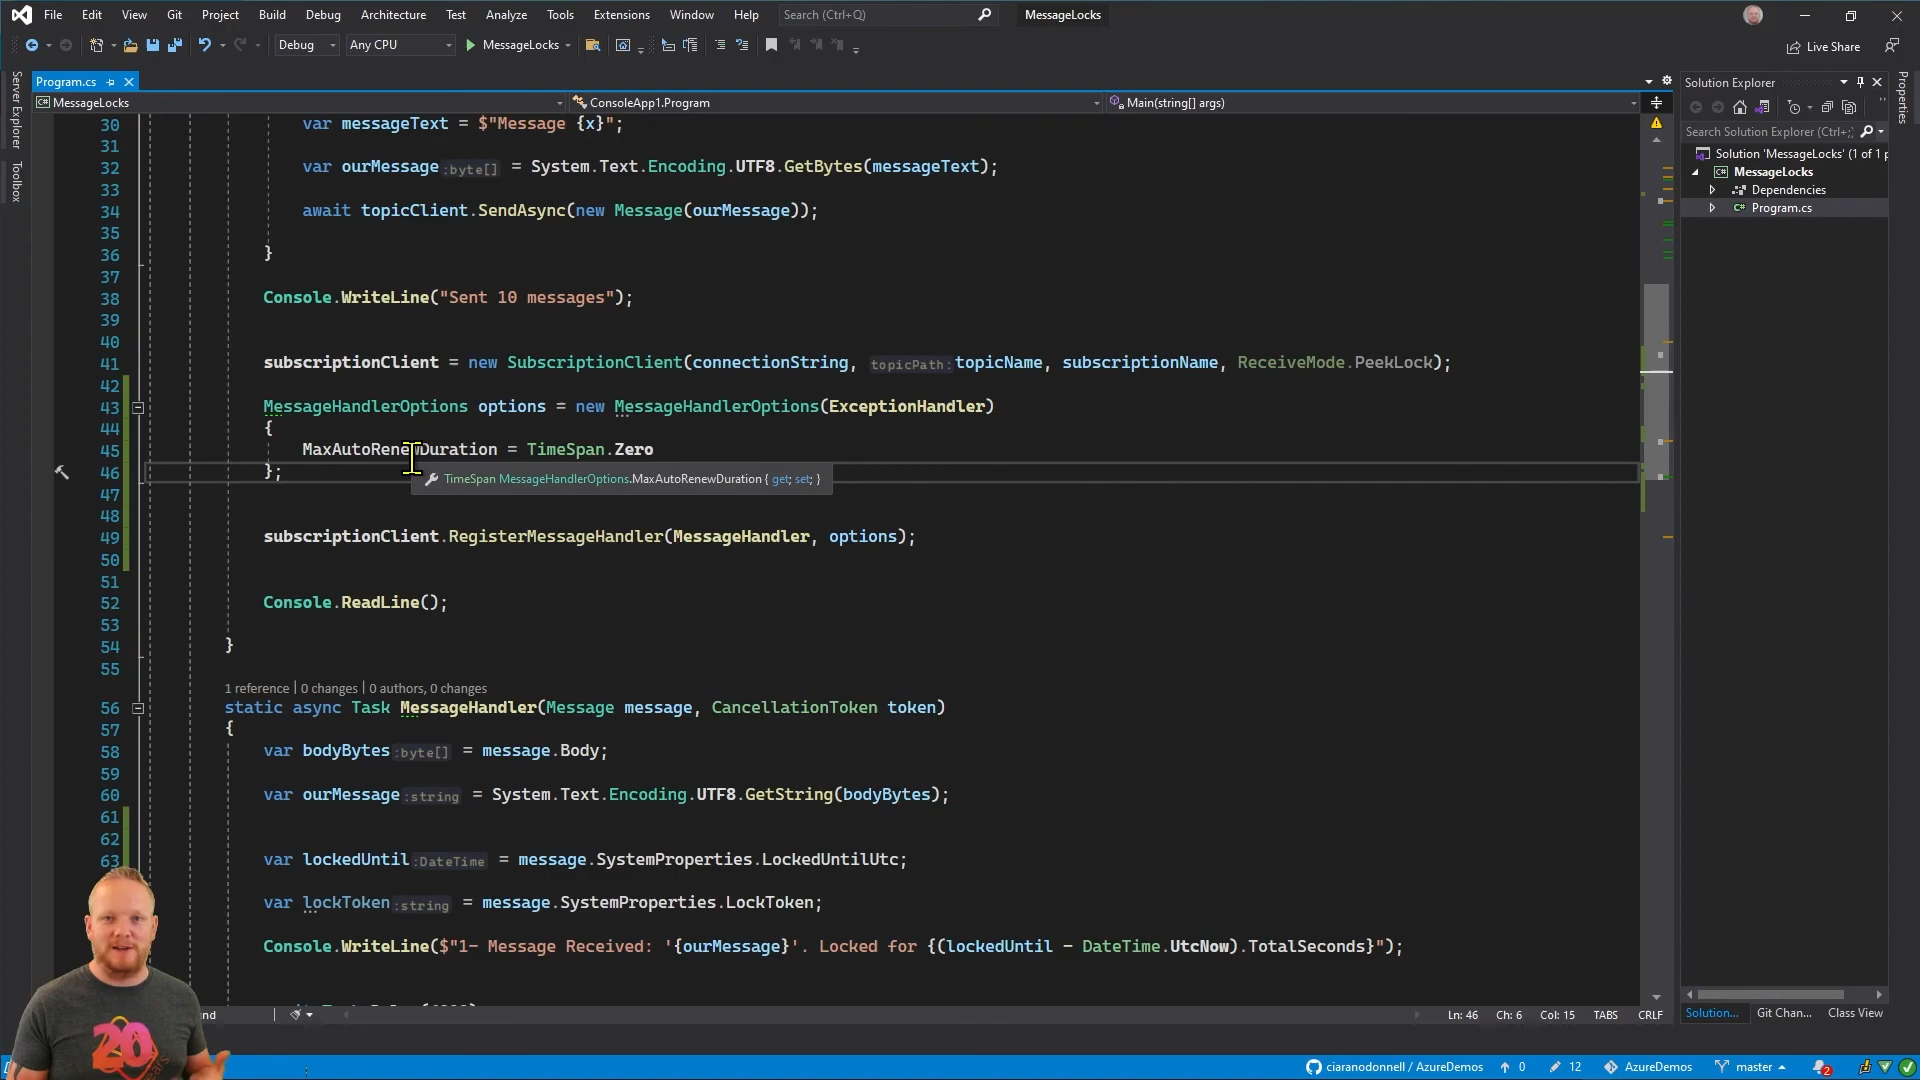 File Edit View Git Project Build Debug Architecture Test Analyze Tools Extensions Window Help Search (Ctrl+Q) MessageLocks
Debug Any CPU MessageLocks Live Share
Server Explorer
Toolbox
Program.cs
MessageLocks ConsoleApp1.Program Main(string[] args)
30 var messageText = $"Message {x}";
31
32 var ourMessage:byte[] = System.Text.Encoding.UTF8.GetBytes(messageText);
33
34 await topicClient.SendAsync(new Message(ourMessage));
35
36 }
37
38 Console.WriteLine("Sent 10 messages");
39
40
41 subscriptionClient = new SubscriptionClient(connectionString, topicPath:topicName, subscriptionName, ReceiveMode.PeekLock);
42
43 MessageHandlerOptions options = new MessageHandlerOptions(ExceptionHandler)
44 {
45 MaxAutoRenewDuration = TimeSpan.Zero
46 };
TimeSpan MessageHandlerOptions.MaxAutoRenewDuration { get; set; }
47
48
49 subscriptionClient.RegisterMessageHandler(MessageHandler, options);
50
51
52 Console.ReadLine();
53
54 }
55
1 reference | 0 changes | 0 authors, 0 changes
56 static async Task MessageHandler(Message message, CancellationToken token)
57 {
58 var bodyBytes:byte[] = message.Body;
59
60 var ourMessage:string = System.Text.Encoding.UTF8.GetString(bodyBytes);
61
62
63 var lockedUntil:DateTime = message.SystemProperties.LockedUntilUtc;
var lockToken:string = message.SystemProperties.LockToken;
Console.WriteLine($"1- Message Received: '{ourMessage}'. Locked for {(lockedUntil - DateTime.UtcNow).TotalSeconds}");
20
Ln: 46 Ch: 6 Col: 15 TABS CRLF
Solution Explorer
Search Solution Explorer (Ctrl+;
Solution 'MessageLocks' (1 of 1 p
MessageLocks
Dependencies
Program.cs
Solution... Git Chan... Class View
Properties
ciaranodonnell / AzureDemos 0 12 AzureDemos master 2